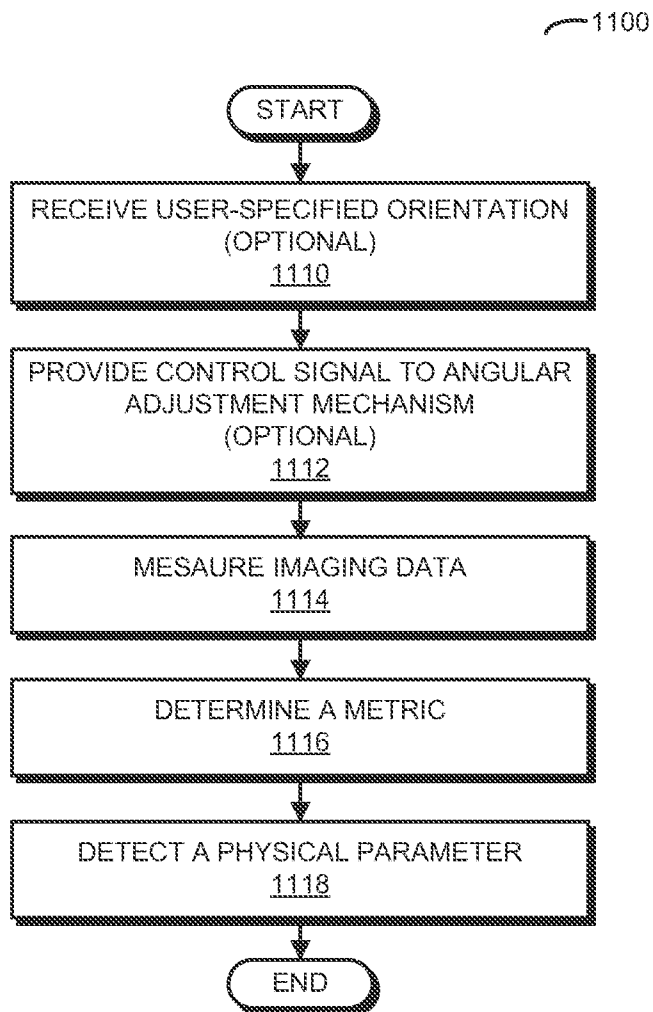 1100
START
RECEIVE USER-SPECIFIED ORIENTATION
(OPTIONAL)
1110
PROVIDE CONTROL SIGNAL TO ANGULAR
ADJUSTMENT MECHANISM
(OPTIONAL)
1112
MESAURE IMAGING DATA
1114
DETERMINE A METRIC
1116
DETECT A PHYSICAL PARAMETER
1118
END